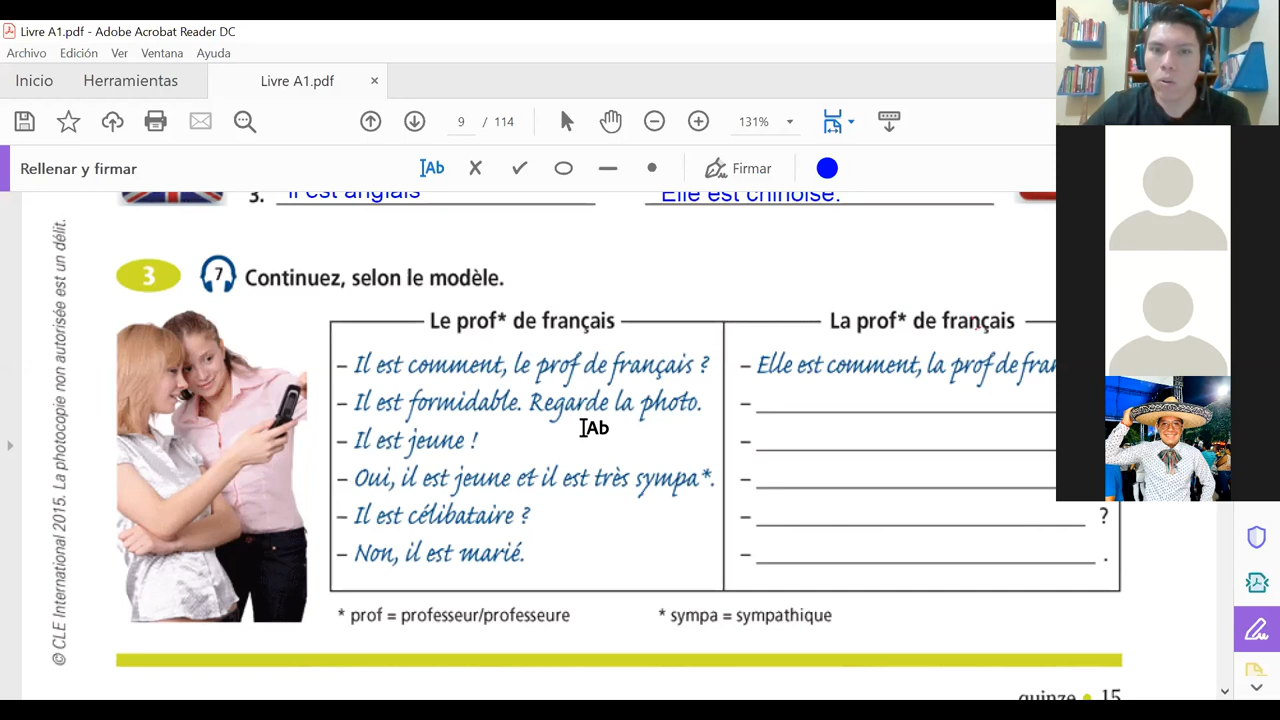 Livre A1.pdf - Adobe Acrobat Reader DC
Archivo Edición Ver Ventana Ayuda
Inicio Herramientas Livre A1.pdf ×
9 / 114 131%
Rellenar y firmar Ab Firmar
3. Il est anglais Elle est chinoise.
3 7 Continuez, selon le modèle.
Le prof* de français
– Il est comment, le prof de français ?
– Il est formidable. Regarde la photo.
Ab
– Il est jeune !
– Oui, il est jeune et il est très sympa*.
– Il est célibataire ?
– Non, il est marié.
La prof* de français
– Elle est comment, la prof de fran
–
–
–
– ?
– .
* prof = professeur/professeure * sympa = sympathique
© CLE International 2015. La photocopie non autorisée est un délit.
quinze • 15